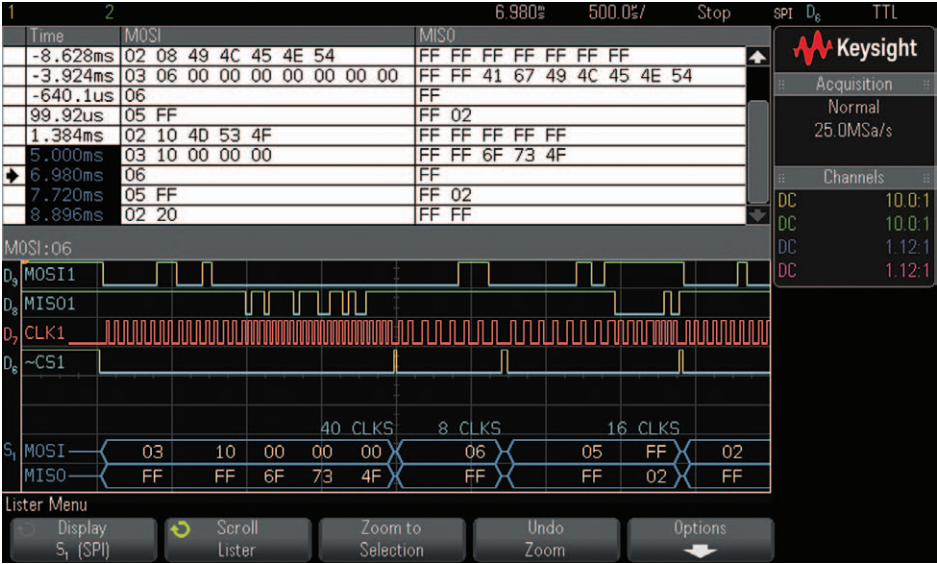 1 2 6.980ms 500.0us/ Stop SPI D6 TTL
Time MOSI MISO
-8.628ms 02 08 49 4C 45 4E 54 FF FF FF FF FF FF FF
-3.924ms 03 06 00 00 00 00 00 00 00 FF FF 41 67 49 4C 45 4E 54
-640.1us 06 FF
99.92us 05 FF FF 02
1.384ms 02 10 4D 53 4F FF FF FF FF FF
5.000ms 03 10 00 00 00 FF FF 6F 73 4F
6.980ms 06 FF
7.720ms 05 FF FF 02
8.896ms 02 20 FF FF
MOSI:06
Keysight
Acquisition
Normal
25.0MSa/s
Channels
DC 10.0:1
DC 10.0:1
DC 1.12:1
DC 1.12:1
D9 MOSI1
D8 MISO1
D7 CLK1
D6 ~CS1
40 CLKS 8 CLKS 16 CLKS
S1 MOSI 03 10 00 00 00 06 05 FF 02
MISO FF FF 6F 73 4F FF FF 02 FF
Lister Menu
Display
S1 (SPI)
Scroll
Lister
Zoom to
Selection
Undo
Zoom
Options